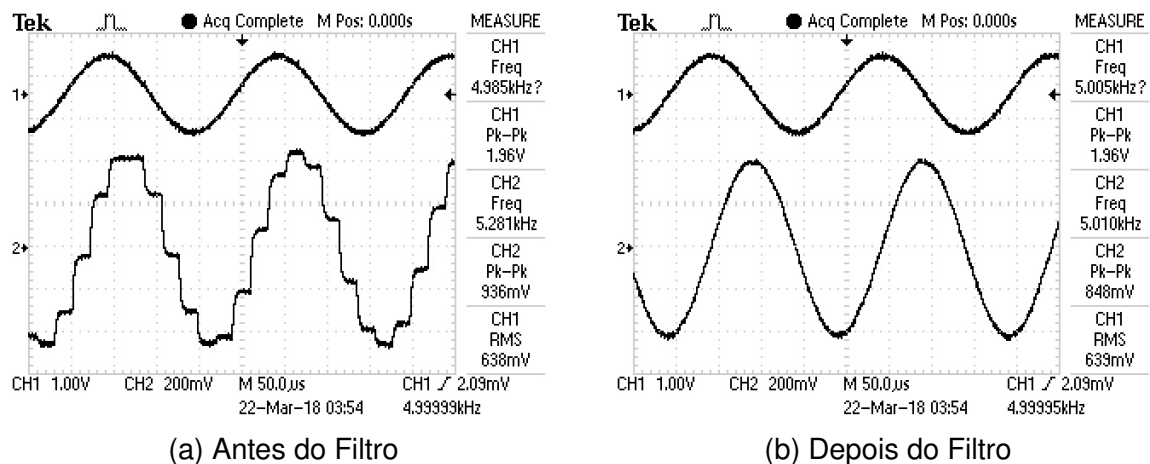 Tek Acq Complete M Pos: 0.000s MEASURE
CH1
Freq
4.985kHz?
CH1
Pk-Pk
1.96V
CH2
Freq
5.281kHz
CH2
Pk-Pk
936mV
CH1
RMS
638mV
1
2
CH1 1.00V CH2 200mV M 50.0µs CH1 2.09mV
22-Mar-18 03:54 4.99999kHz
(a) Antes do Filtro
Tek Acq Complete M Pos: 0.000s MEASURE
CH1
Freq
5.005kHz?
CH1
Pk-Pk
1.96V
CH2
Freq
5.010kHz
CH2
Pk-Pk
848mV
CH1
RMS
639mV
1
2
CH1 1.00V CH2 200mV M 50.0µs CH1 2.09mV
22-Mar-18 03:54 4.99995kHz
(b) Depois do Filtro